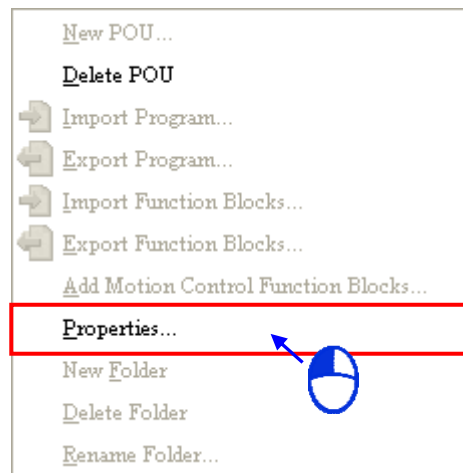 New POU...
Delete POU
Import Program...
Export Program...
Import Function Blocks...
Export Function Blocks...
Add Motion Control Function Blocks...
Properties...
New Folder
Delete Folder
Rename Folder...